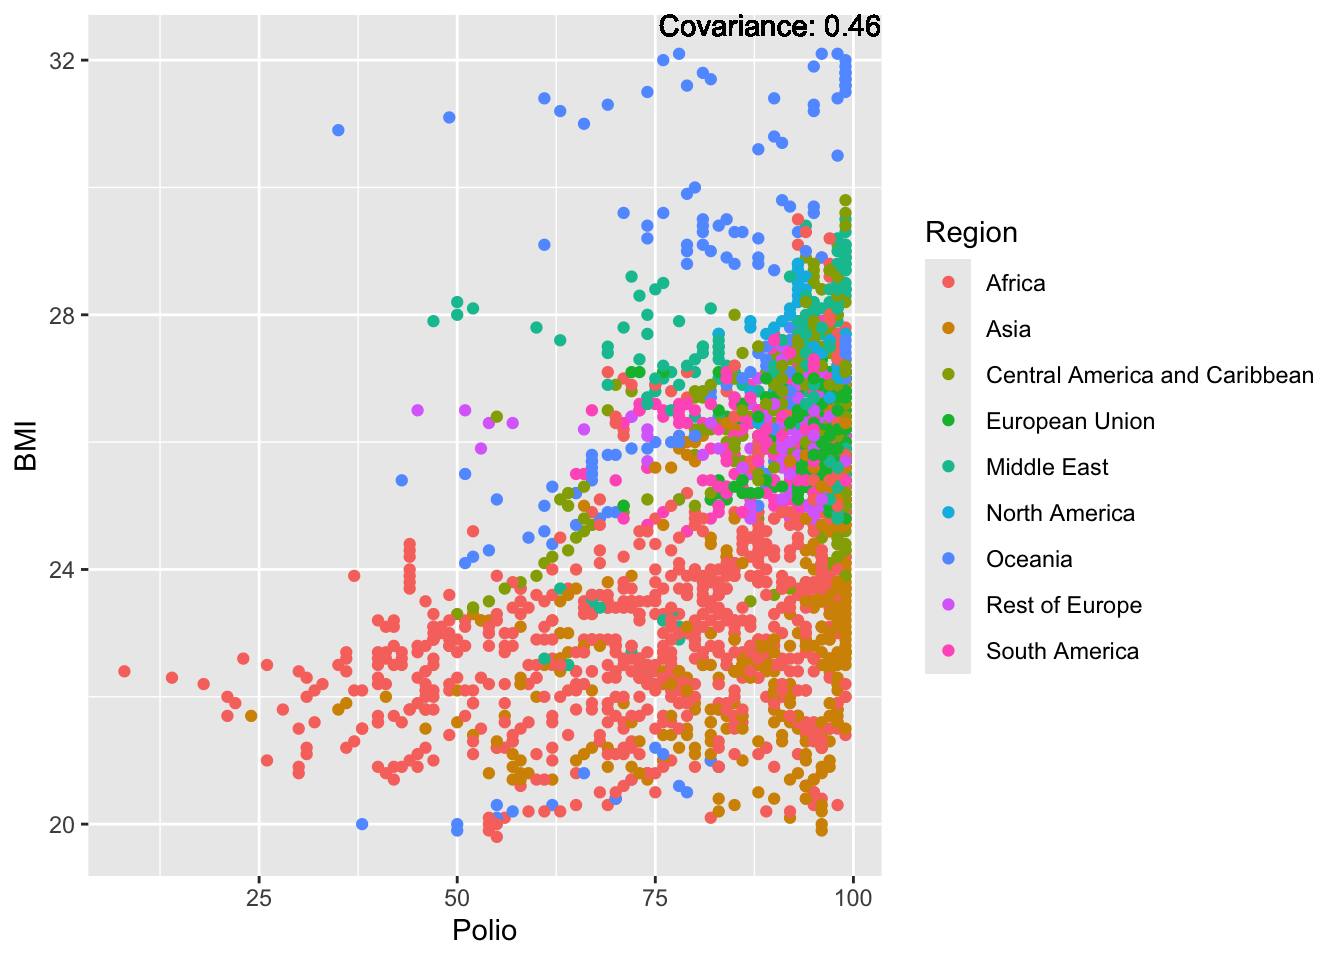 Covariance: 0.46
32
28
24
20
BMI
25
50
75
100
Polio
Region
Africa
Asia
Central America and Caribbean
European Union
Middle East
North America
Oceania
Rest of Europe
South America